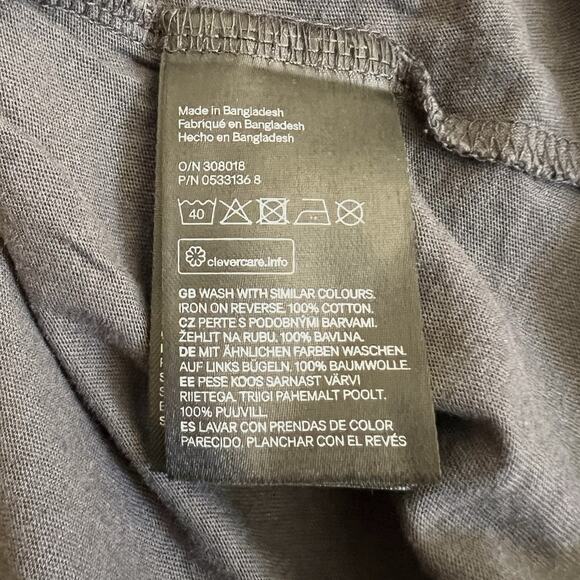 Made in Bangladesh
Fabriqué en Bangladesh
Hecho en Bangladesh
O/N 308018
P/N 0533136 8
40
clevercare.info
GB WASH WITH SIMILAR COLOURS.
IRON ON REVERSE. 100% COTTON.
CZ PERTE S PODOBNÝMI BARVAMI.
ŽEHLIT NA RUBU. 100% BAVLNA.
DE MIT ÄHNLICHEN FARBEN WASCHEN.
AUF LINKS BÜGELN. 100% BAUMWOLLE.
EE PESE KOOS SARNAST VÄRVI
RIIETEGA. TRIIGI PAHEMALT POOLT.
100% PUUVILL.
ES LAVAR CON PRENDAS DE COLOR
PARECIDO. PLANCHAR CON EL REVÉS